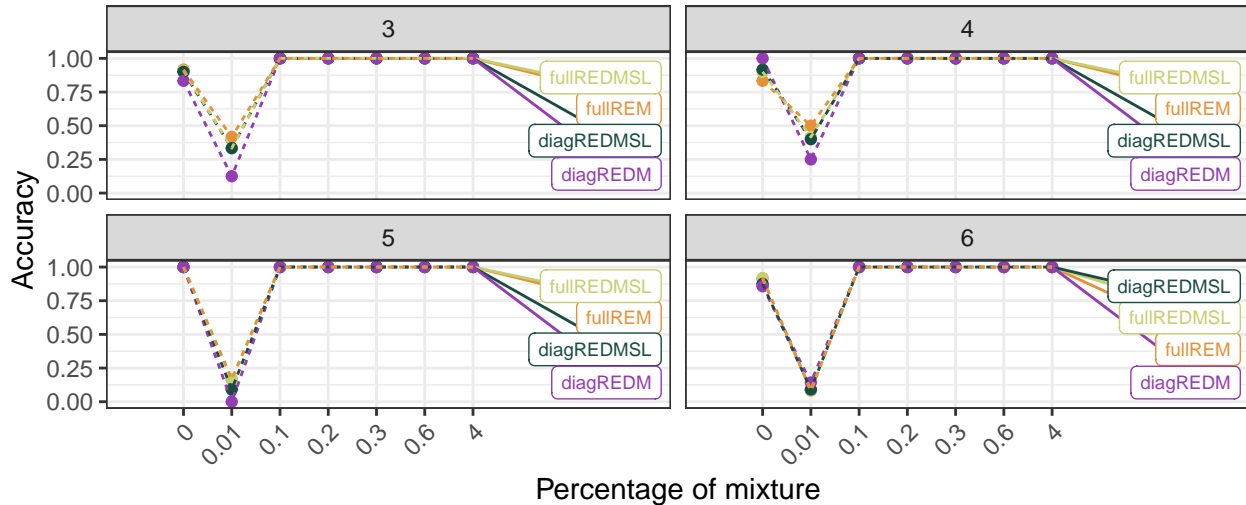 3
4
1.00
0.75
0.50
0.25
0.00
fullREDMSL
fullREM
diagREDMSL
diagREDM
fullREDMSL
fullREM
diagREDMSL
diagREDM
5
6
1.00
0.75
0.50
0.25
0.00
fullREDMSL
fullREM
diagREDMSL
diagREDM
diagREDMSL
fullREDMSL
fullREM
diagREDM
Accuracy
0 0.01 0.1 0.2 0.3 0.6 4
0 0.01 0.1 0.2 0.3 0.6 4
Percentage of mixture